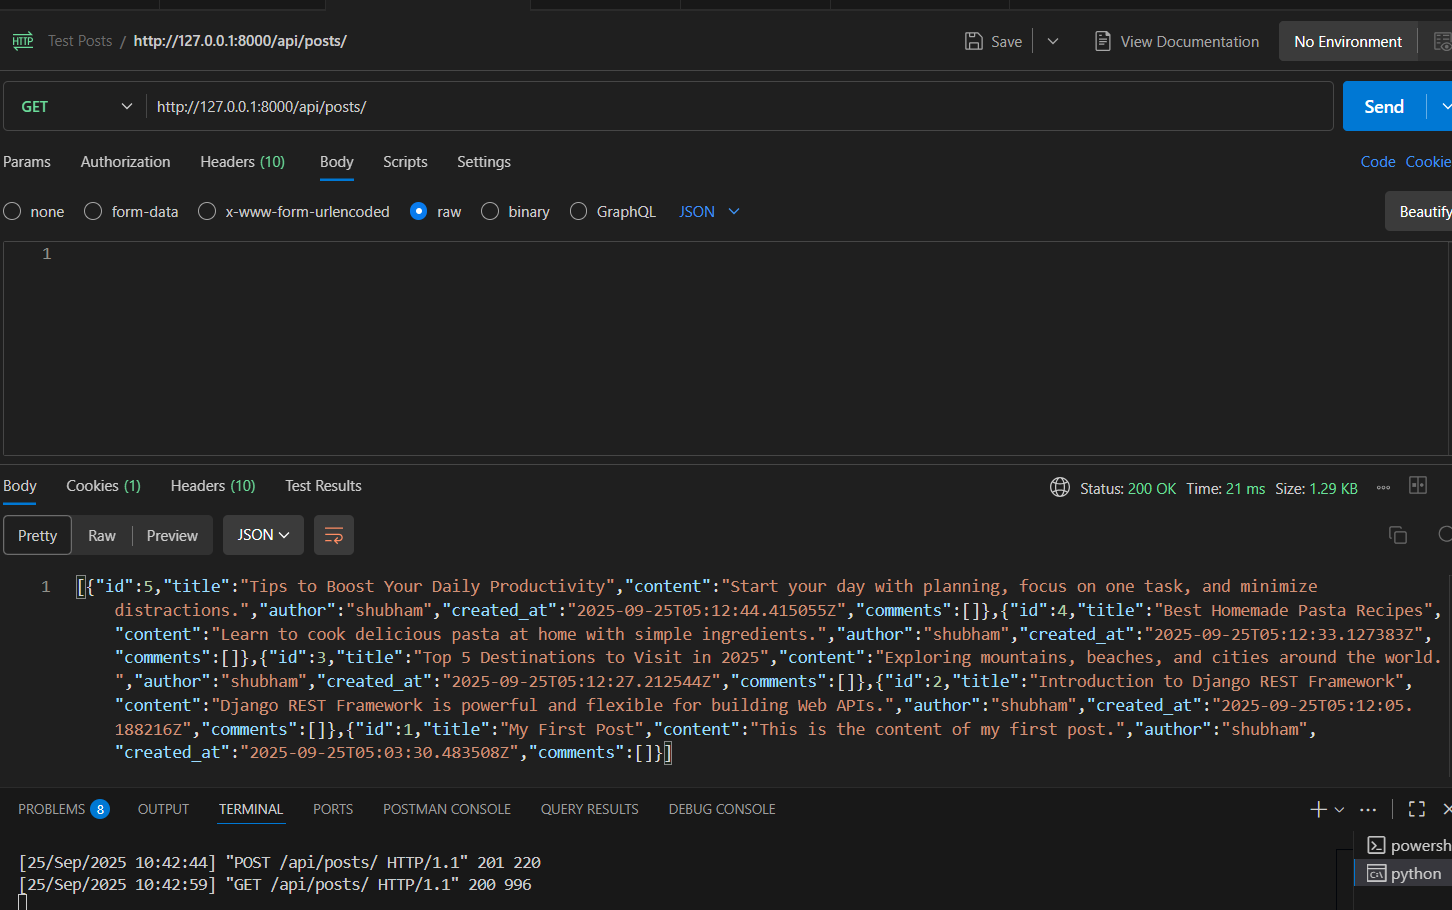 HTTP Test Posts / http://127.0.0.1:8000/api/posts/ Save View Documentation No Environment
GET http://127.0.0.1:8000/api/posts/ Send
Params Authorization Headers (10) Body Scripts Settings Code Cookie
none form-data x-www-form-urlencoded raw binary GraphQL JSON Beautify
1
Body Cookies (1) Headers (10) Test Results Status: 200 OK Time: 21 ms Size: 1.29 KB
Pretty Raw Preview JSON
1 [{"id":5,"title":"Tips to Boost Your Daily Productivity","content":"Start your day with planning, focus on one task, and minimize
distractions.","author":"shubham","created_at":"2025-09-25T05:12:44.415055Z","comments":[]},{"id":4,"title":"Best Homemade Pasta Recipes",
"content":"Learn to cook delicious pasta at home with simple ingredients.","author":"shubham","created_at":"2025-09-25T05:12:33.127383Z",
"comments":[]},{"id":3,"title":"Top 5 Destinations to Visit in 2025","content":"Exploring mountains, beaches, and cities around the world.
","author":"shubham","created_at":"2025-09-25T05:12:27.212544Z","comments":[]},{"id":2,"title":"Introduction to Django REST Framework",
"content":"Django REST Framework is powerful and flexible for building Web APIs.","author":"shubham","created_at":"2025-09-25T05:12:05.
188216Z","comments":[]},{"id":1,"title":"My First Post","content":"This is the content of my first post.","author":"shubham",
"created_at":"2025-09-25T05:03:30.483508Z","comments":[]}]
PROBLEMS 8 OUTPUT TERMINAL PORTS POSTMAN CONSOLE QUERY RESULTS DEBUG CONSOLE
[25/Sep/2025 10:42:44] "POST /api/posts/ HTTP/1.1" 201 220
[25/Sep/2025 10:42:59] "GET /api/posts/ HTTP/1.1" 200 996
powersh
python